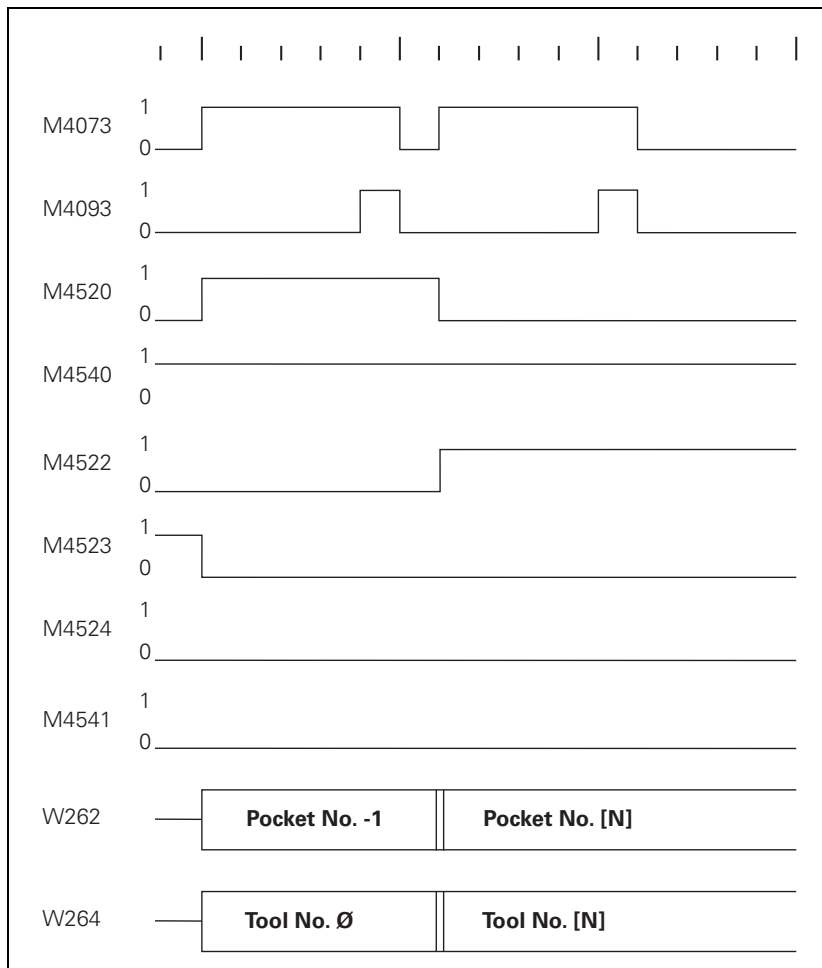 M4073 1
0
M4093 1
0
M4520 1
0
M4540 1
0
M4522 1
0
M4523 1
0
M4524 1
0
M4541 1
0
W262 Pocket No. -1 Pocket No. [N]
W264 Tool No. Ø Tool No. [N]